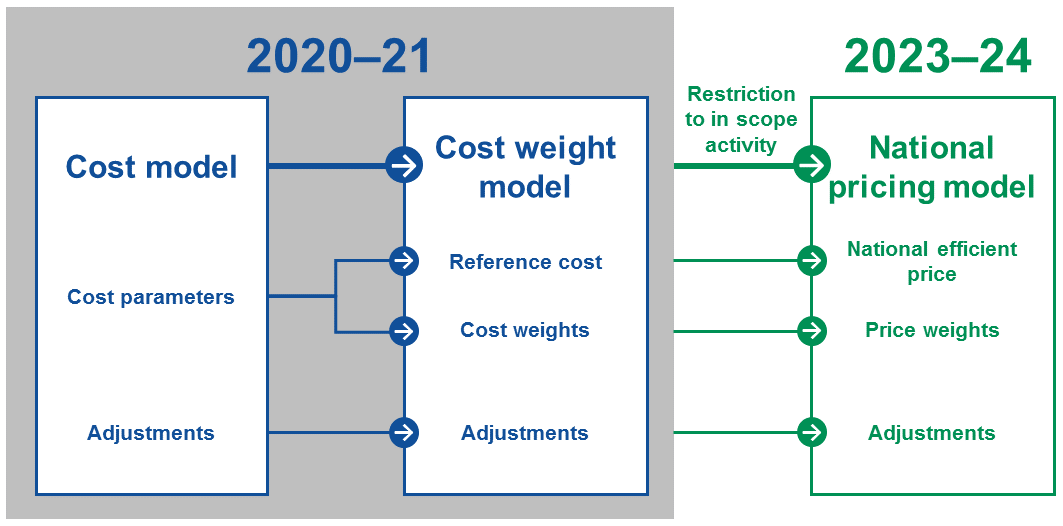 2020–21
Cost model
Cost parameters
Adjustments
Cost weight
model
Reference cost
Cost weights
Adjustments
Restriction
to in scope
activity
2023–24
National
pricing model
National efficient
price
Price weights
Adjustments